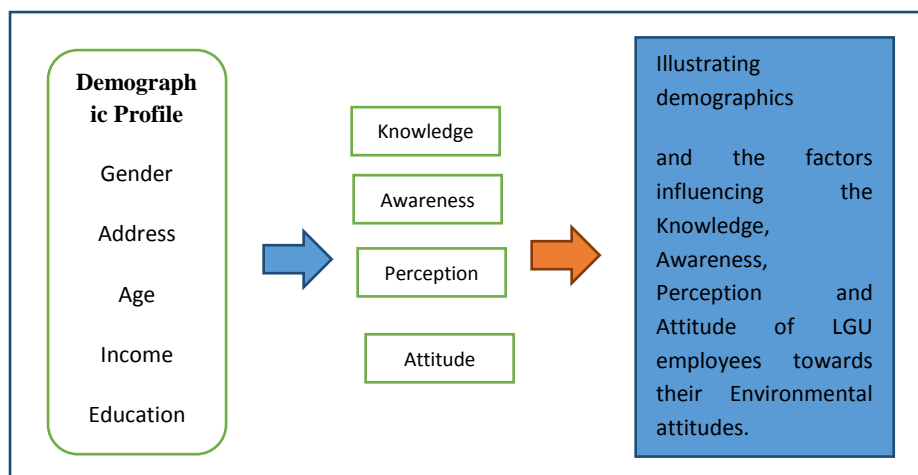 Demograph
ic Profile
Gender
Address
Age
Income
Education
Knowledge
Awareness
Perception
Attitude
Illustrating
demographics
and the factors
influencing the
Knowledge,
Awareness,
Perception and
Attitude of LGU
employees towards
their Environmental
attitudes.